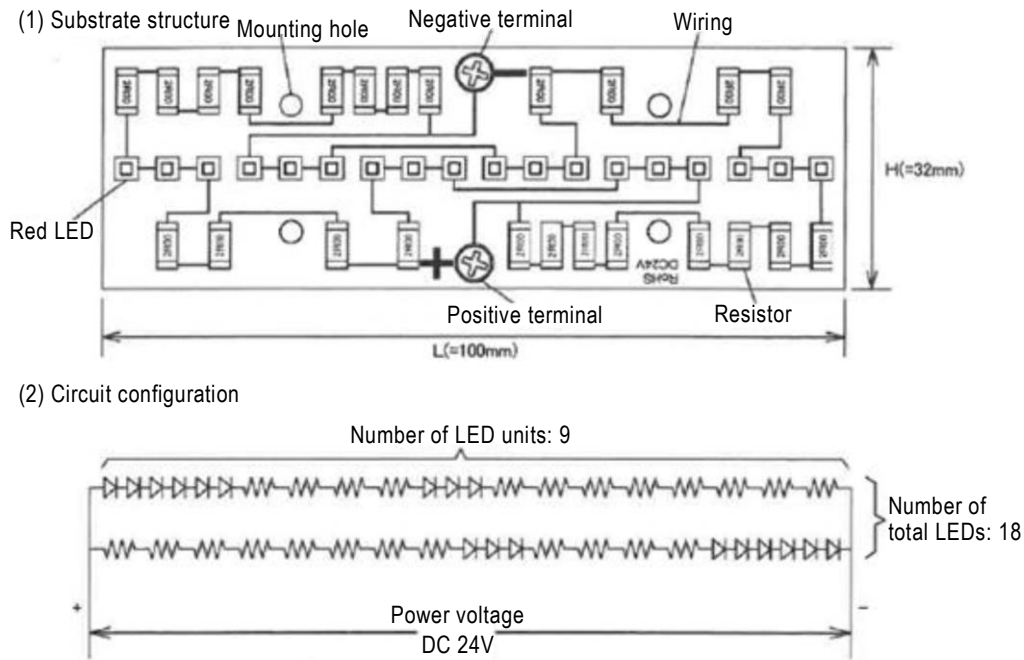 (1) Substrate structure
Mounting hole
Negative terminal
Wiring
H(=32mm)
Red LED
RoHS
DC24V
Positive terminal
Resistor
L(=100mm)
(2) Circuit configuration
Number of LED units: 9
Number of
total LEDs: 18
+
−
Power voltage
DC 24V